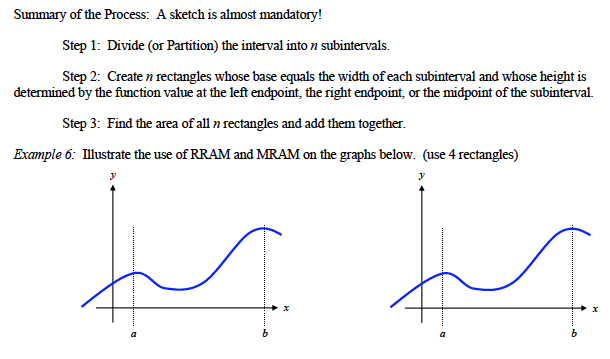 Summary of the Process: A sketch is almost mandatory!
Step 1: Divide (or Partition) the interval into n subintervals.
Step 2: Create n rectangles whose base equals the width of each subinterval and whose height is
determined by the function value at the left endpoint, the right endpoint, or the midpoint of the subinterval.
Step 3: Find the area of all n rectangles and add them together.
Example 6: Illustrate the use of RRAM and MRAM on the graphs below. (use 4 rectangles)
y y
x x
a b a b